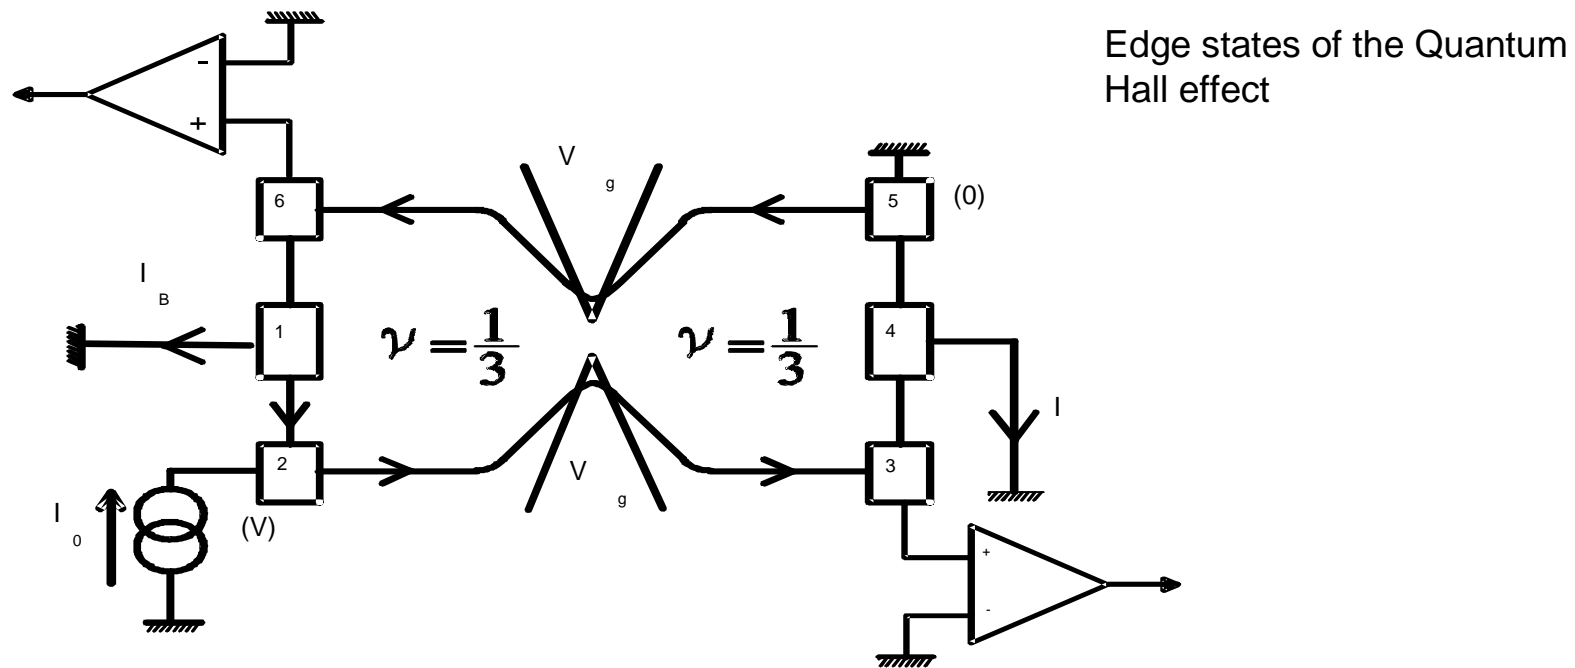 Edge states of the Quantum
Hall effect
-
+
V
g
6
5
(0)
I
B
1
ν = 1/3
ν = 1/3
4
I
2
3
V
g
I
0
(V)
+
-